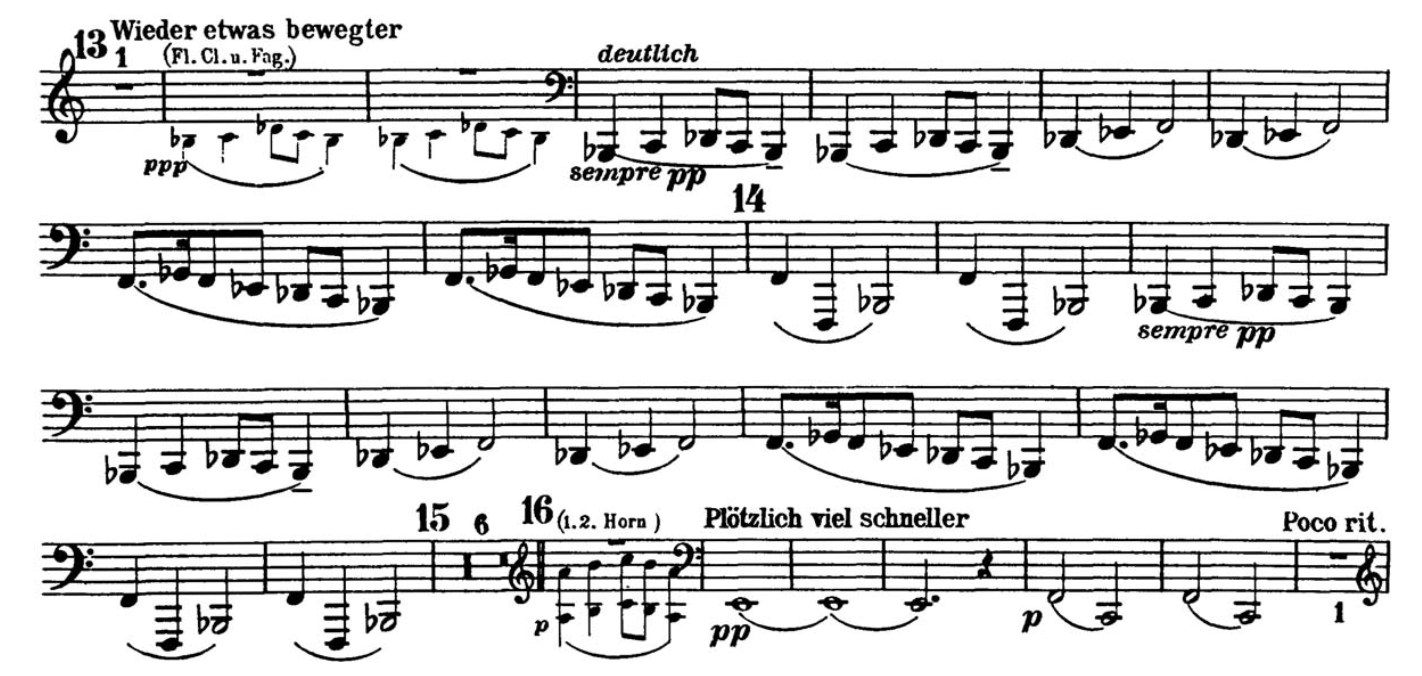 13 Wieder etwas bewegter
1 (Fl. Cl. u. Fag.)
deutlich
ppp
sempre pp
14
sempre pp
15 6 16 (1. 2. Horn) Plötzlich viel schneller Poco rit.
p pp p 1